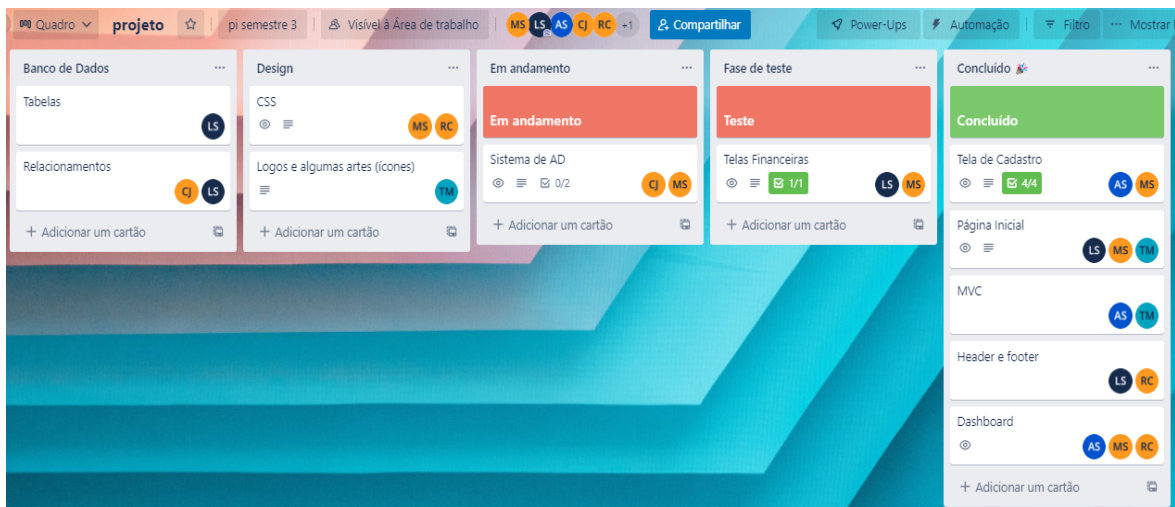 Quadro
projeto
pi semestre 3
Visível à Área de trabalho
MS LS AS CJ RC +1
Compartilhar
Power-Ups
Automação
Filtro
Mostrar
Banco de Dados
Tabelas
LS
Relacionamentos
CJ LS
+ Adicionar um cartão
Design
CSS
MS RC
Logos e algumas artes (ícones)
TM
+ Adicionar um cartão
Em andamento
Em andamento
Sistema de AD
0/2
CJ MS
+ Adicionar um cartão
Fase de teste
Teste
Telas Financeiras
1/1
LS MS
+ Adicionar um cartão
Concluído 🎉
Concluído
Tela de Cadastro
4/4
AS MS
Página Inicial
LS MS TM
MVC
AS TM
Header e footer
LS RC
Dashboard
AS MS RC
+ Adicionar um cartão